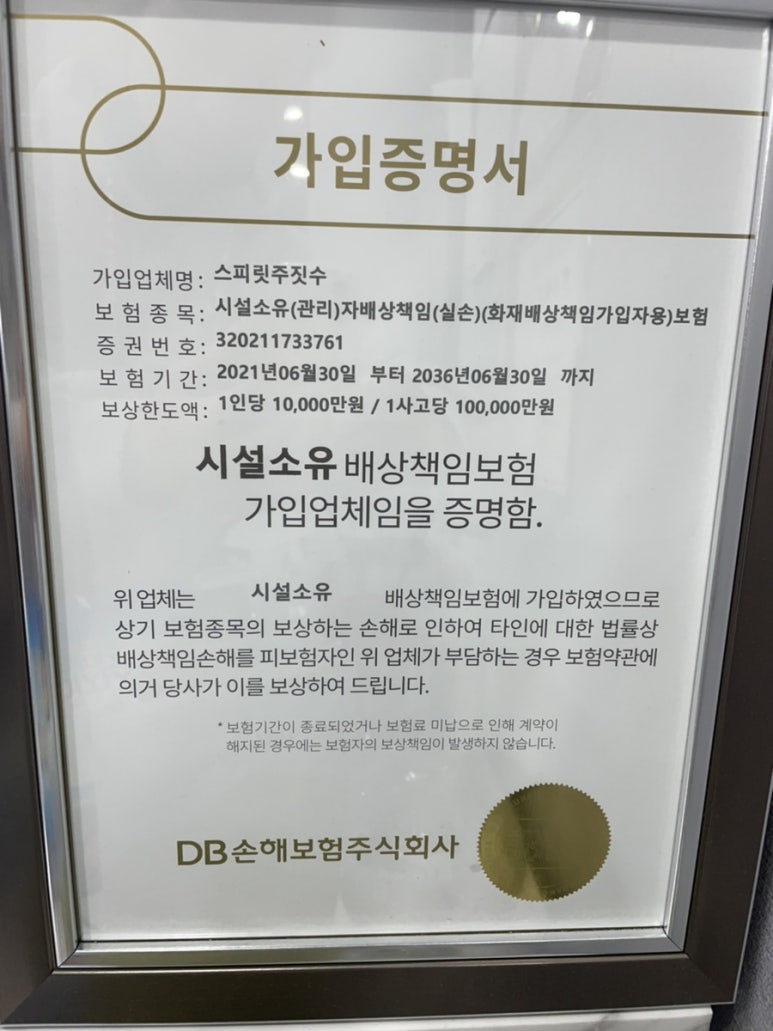 가입증명서
가입업체명: 스피릿주짓수
보험종목: 시설소유(관리)자배상책임(실손)(화재배상책임가입자용)보험
증권번호: 320211733761
보험기간: 2021년06월30일 부터 2036년06월30일 까지
보상한도액: 1인당 10,000만원 / 1사고당 100,000만원
시설소유 배상책임보험
가입업체임을 증명함.
위 업체는 시설소유 배상책임보험에 가입하였으므로
상기 보험종목의 보상하는 손해로 인하여 타인에 대한 법률상
배상책임손해를 피보험자인 위 업체가 부담하는 경우 보험약관에
의거 당사가 이를 보상하여 드립니다.
* 보험기간이 종료되었거나 보험료 미납으로 인해 계약이
해지된 경우에는 보험자의 보상책임이 발생하지 않습니다.
DB손해보험주식회사